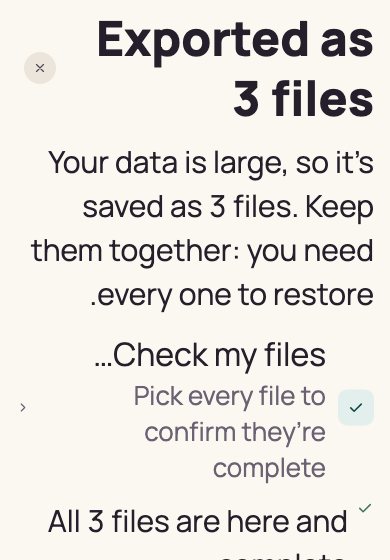 Exported as
3 files
Your data is large, so it's
saved as 3 files. Keep
them together: you need
.every one to restore
…Check my files
Pick every file to
confirm they're
complete
All 3 files are here and